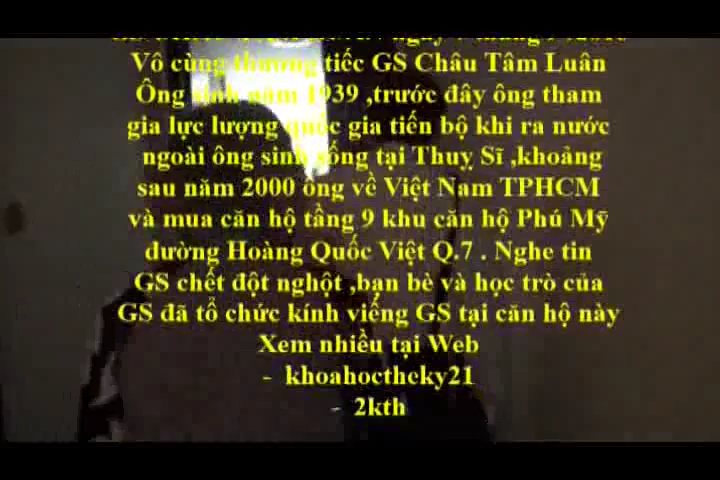 Vô cùng thương tiếc GS Châu Tâm Luân
Ông sinh năm 1939 ,trước đây ông tham
gia lực lượng quốc gia tiến bộ khi ra nước
ngoài ông sinh sống tại Thuỵ Sĩ ,khoảng
sau năm 2000 ông về Việt Nam TPHCM
và mua căn hộ tầng 9 khu căn hộ Phú Mỹ
đường Hoàng Quốc Việt Q.7 . Nghe tin
GS chết đột nghột ,bạn bè và học trò của
GS đã tổ chức kính viếng GS tại căn hộ này
Xem nhiều tại Web
- khoahoctheky21
- 2kth